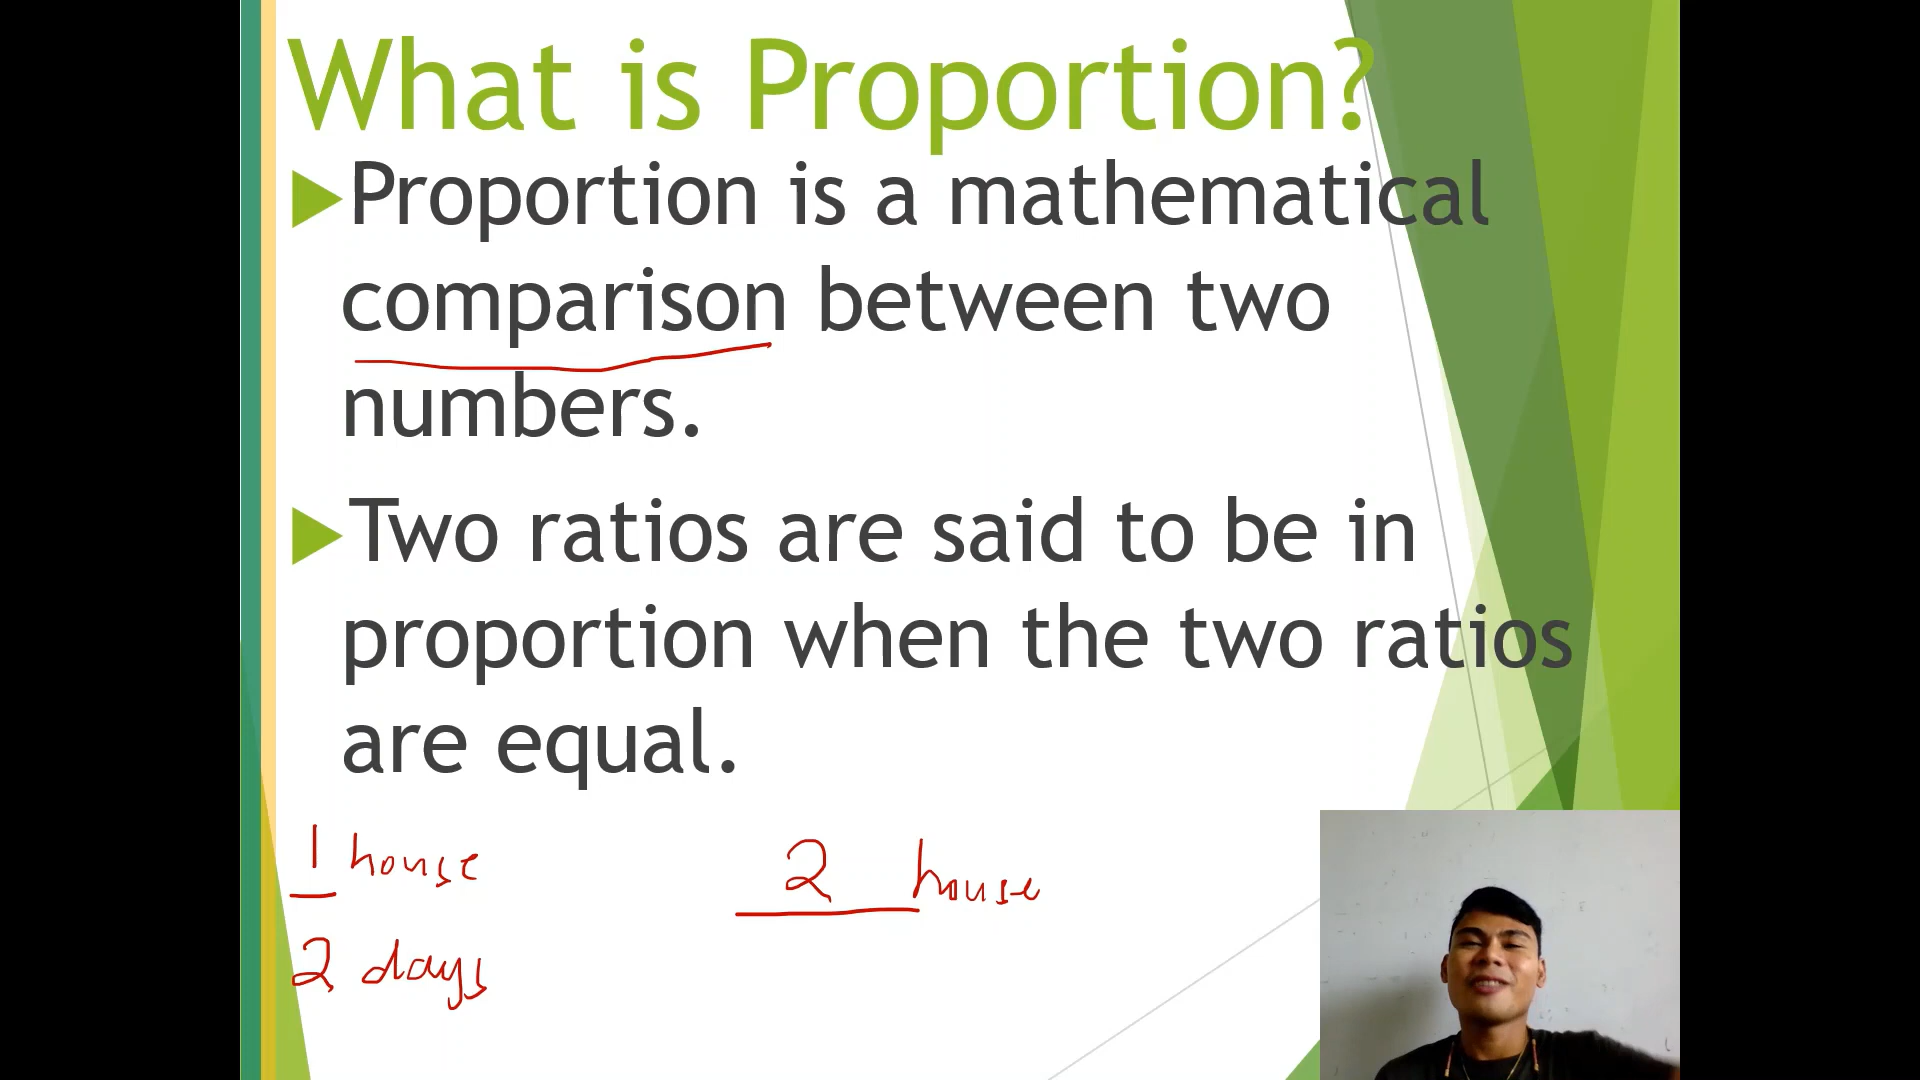 What is Proportion?
Proportion is a mathematical
comparison between two
numbers.
Two ratios are said to be in
proportion when the two ratios
are equal.
1 house
2 days
2 house